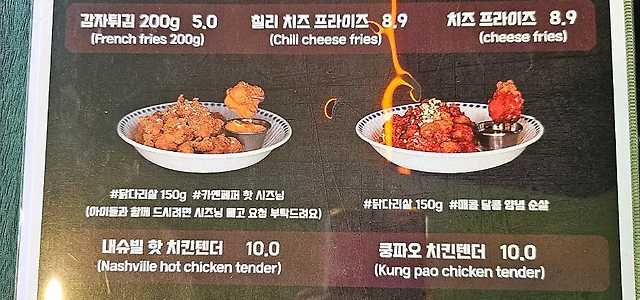 감자튀김 200g 5.0
(French fries 200g)
칠리 치즈 프라이즈 8.9
(Chili cheese fries)
치즈 프라이즈 8.9
(cheese fries)
#닭다리살 150g #카옌페퍼 핫 시즈닝
(아이들과 함께 드시려면 시즈닝 빼고 요청 부탁드려요)
#닭다리살 150g #매콤 달콤 양념 순살
내슈빌 핫 치킨텐더 10.0
(Nashville hot chicken tender)
쿵파오 치킨텐더 10.0
(Kung pao chicken tender)